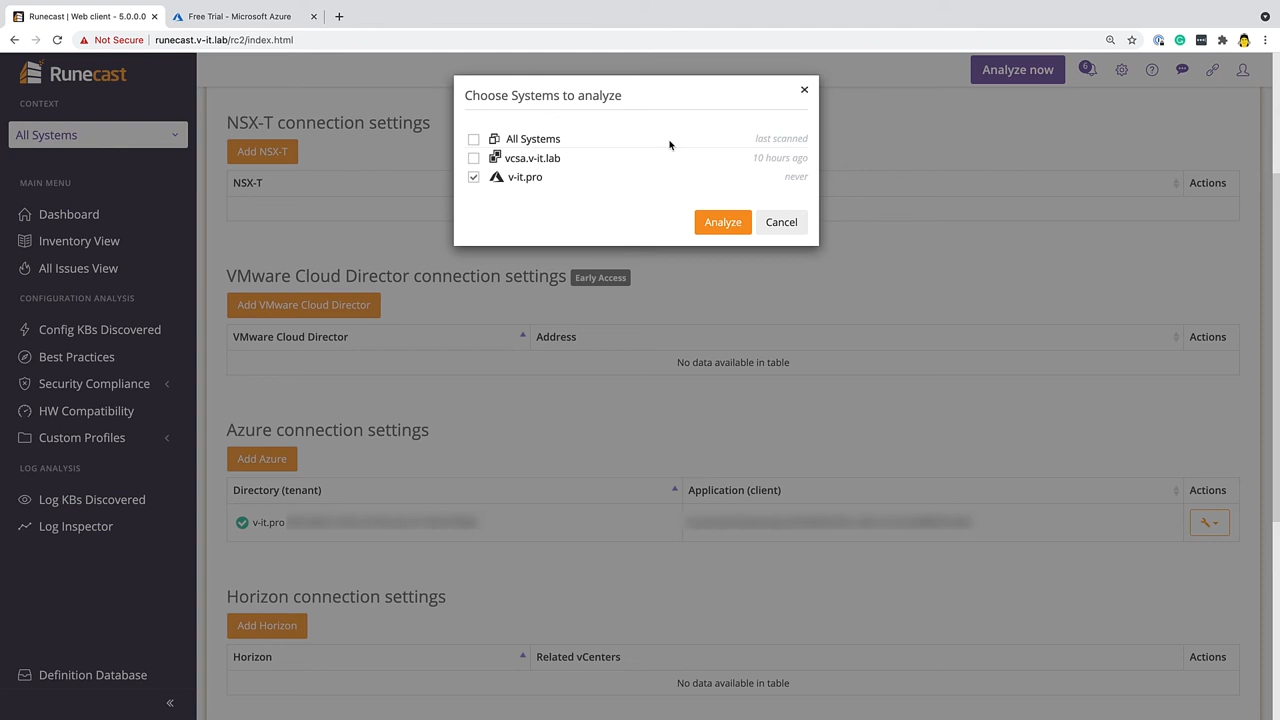 Runecast | Web client - 5.0.0.0
Free Trial - Microsoft Azure
Not Secure | runecast.v-it.lab/rc2/index.html
Runecast
Analyze now
6
CONTEXT
All Systems
MAIN MENU
Dashboard
Inventory View
All Issues View
CONFIGURATION ANALYSIS
Config KBs Discovered
Best Practices
Security Compliance
HW Compatibility
Custom Profiles
LOG ANALYSIS
Log KBs Discovered
Log Inspector
Definition Database
Choose Systems to analyze
All Systems last scanned
vcsa.v-it.lab 10 hours ago
v-it.pro never
Analyze Cancel
NSX-T connection settings
Add NSX-T
NSX-T Actions
VMware Cloud Director connection settings Early Access
Add VMware Cloud Director
VMware Cloud Director Address Actions
No data available in table
Azure connection settings
Add Azure
Directory (tenant) Application (client) Actions
v-it.pro
Horizon connection settings
Add Horizon
Horizon Related vCenters Actions
No data available in table